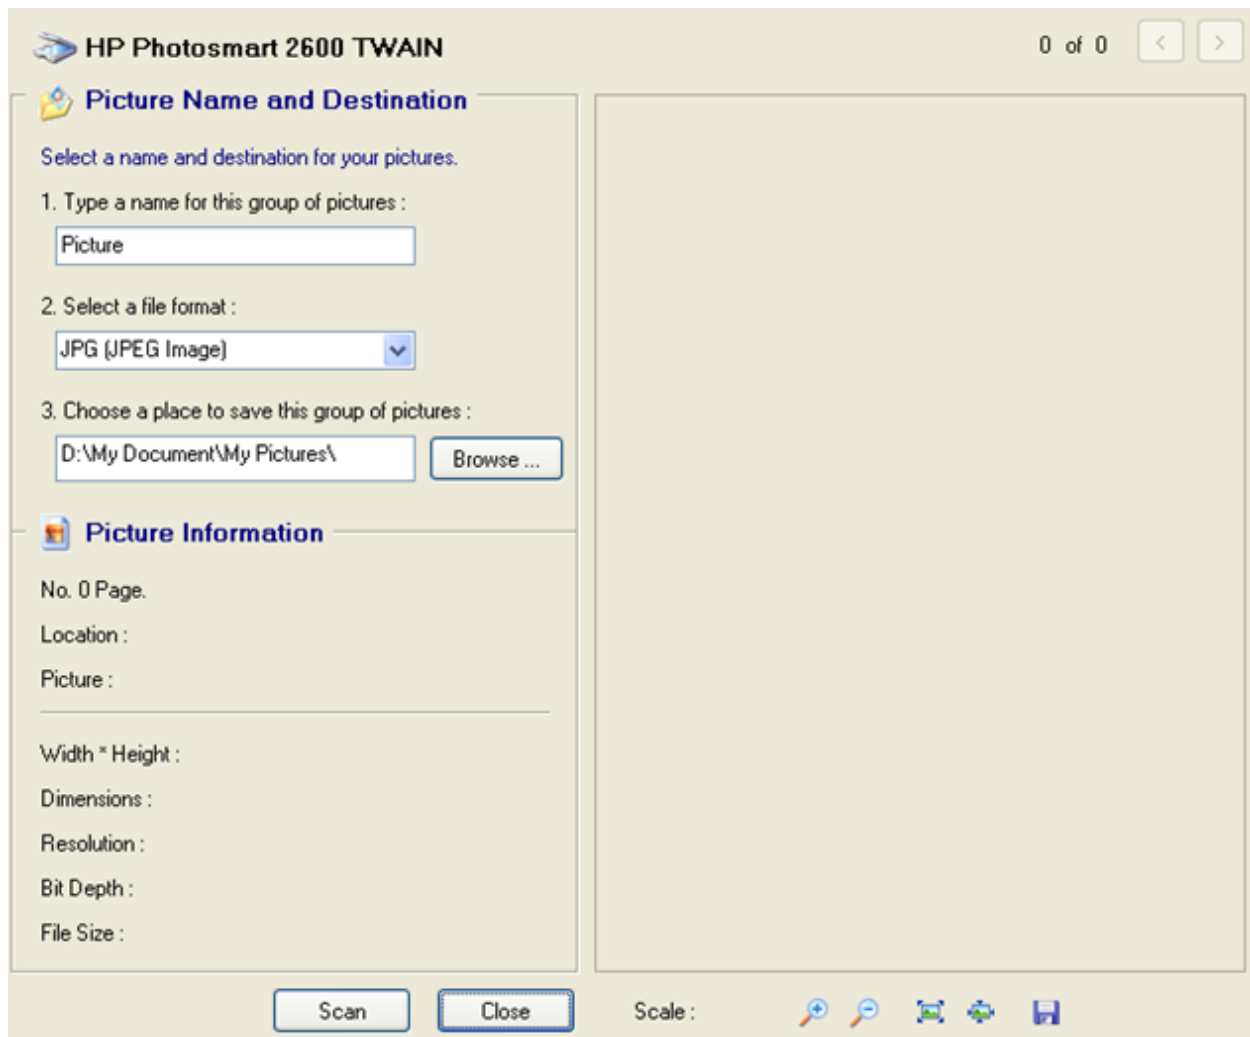 HP Photosmart 2600 TWAIN
0 of 0
Picture Name and Destination
Select a name and destination for your pictures.
1. Type a name for this group of pictures :
Picture
2. Select a file format :
JPG (JPEG Image)
3. Choose a place to save this group of pictures :
D:\My Document\My Pictures\
Browse ...
Picture Information
No. 0 Page.
Location :
Picture :
Width * Height :
Dimensions :
Resolution :
Bit Depth :
File Size :
Scan
Close
Scale :